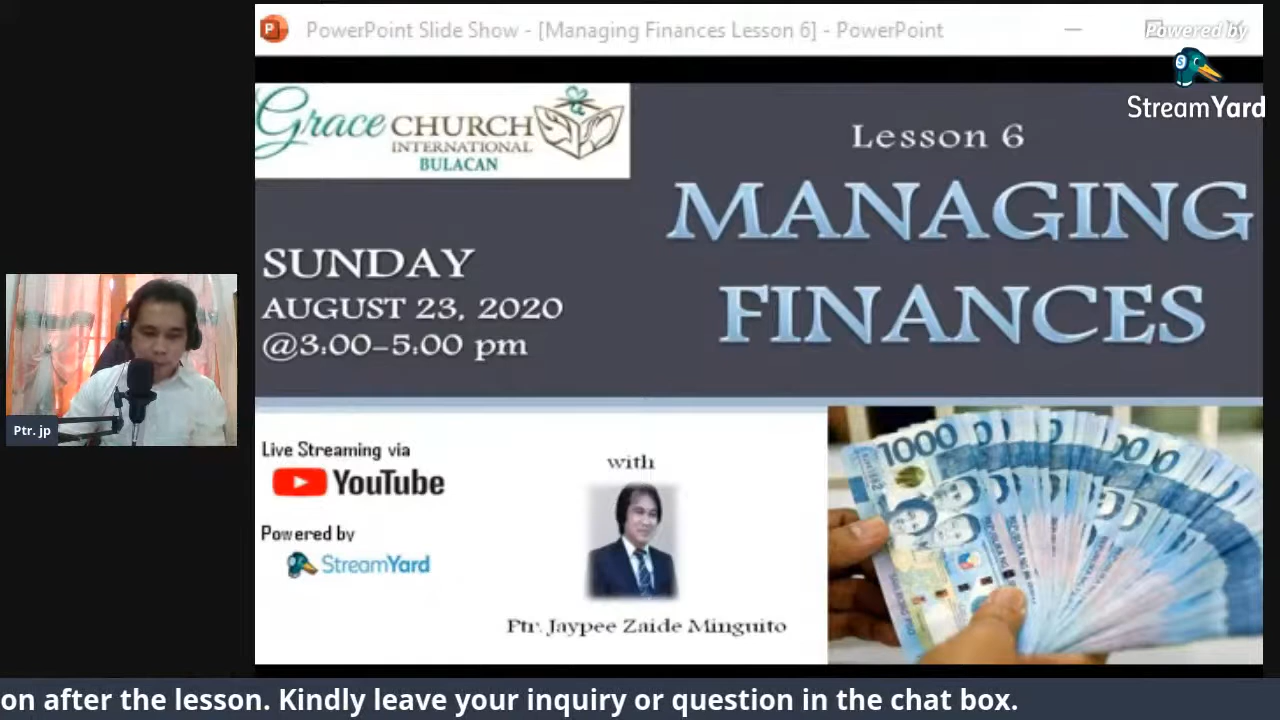 PowerPoint Slide Show - [Managing Finances Lesson 6] - PowerPoint
Powered by
StreamYard
Grace CHURCH
INTERNATIONAL
BULACAN
Lesson 6
MANAGING
FINANCES
SUNDAY
AUGUST 23, 2020
@3:00-5:00 pm
Live Streaming via
YouTube
Powered by
StreamYard
with
Ptr. Jaypee Zaide Minguito
1000
Ptr. jp
on after the lesson. Kindly leave your inquiry or question in the chat box.